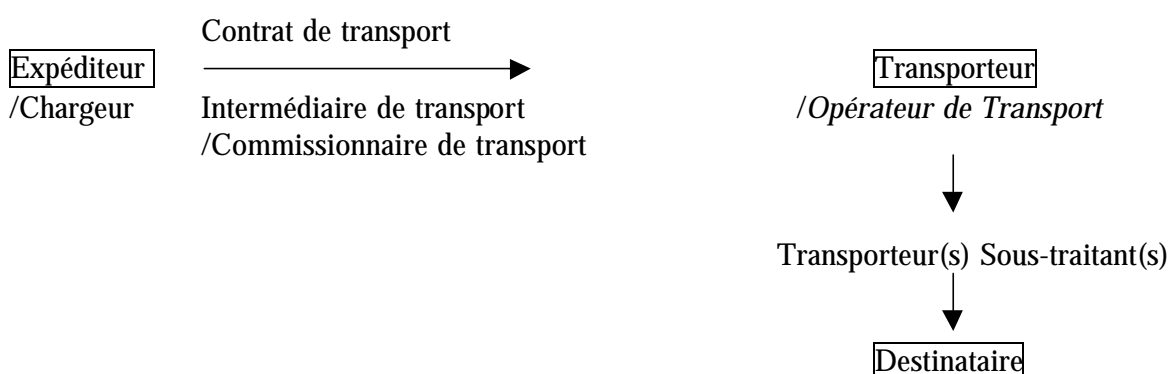 Contrat de transport
Expéditeur
Transporteur
/Chargeur
Intermédiaire de transport
/Opérateur de Transport
/Commissionnaire de transport
Transporteur(s) Sous-traitant(s)
Destinataire